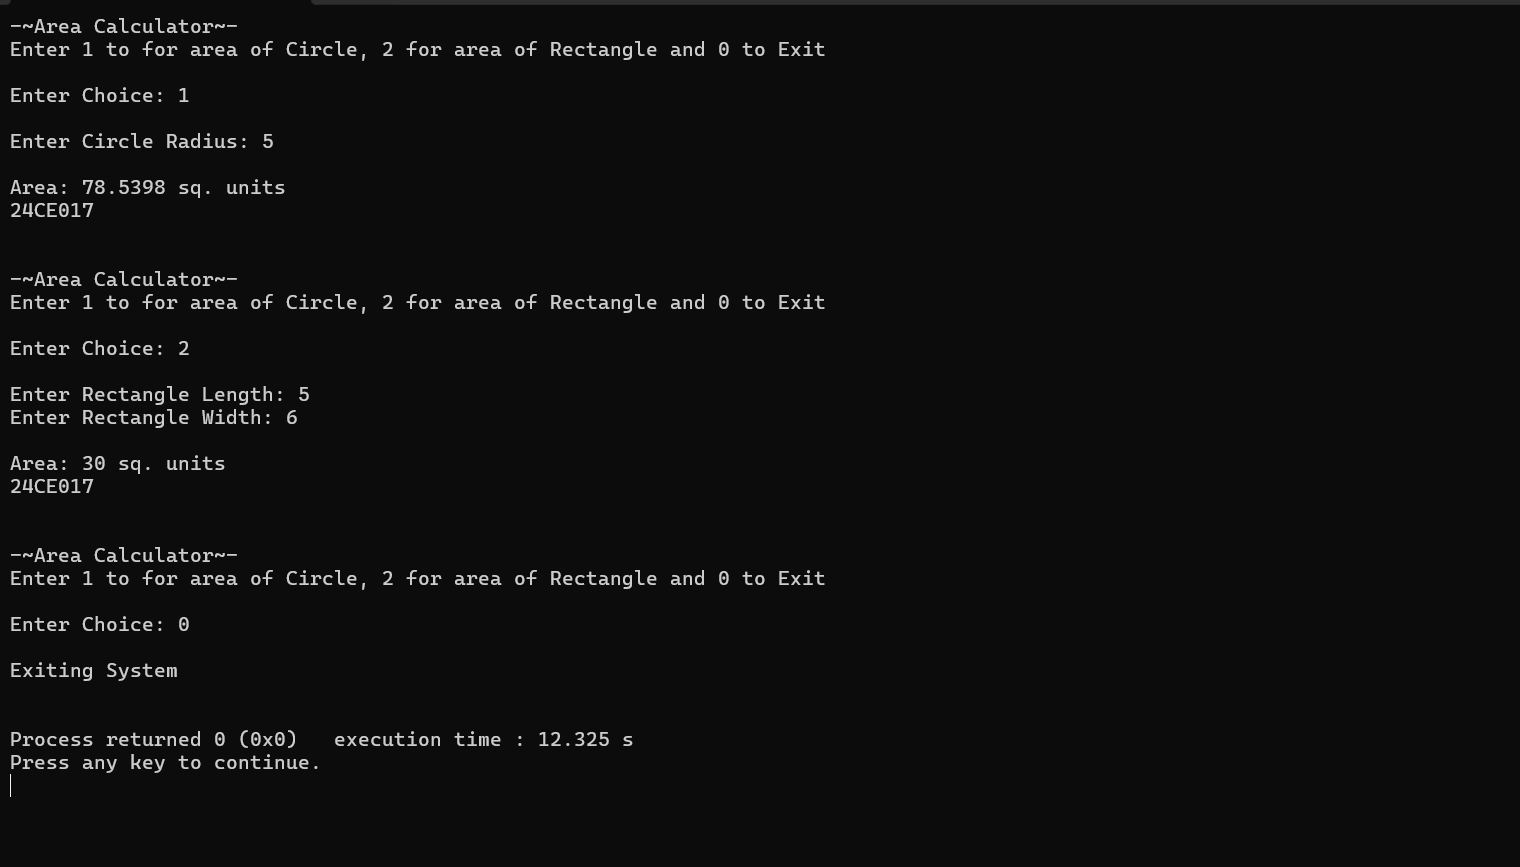 -~Area Calculator~-
Enter 1 to for area of Circle, 2 for area of Rectangle and 0 to Exit
Enter Choice: 1
Enter Circle Radius: 5
Area: 78.5398 sq. units
24CE017
-~Area Calculator~-
Enter 1 to for area of Circle, 2 for area of Rectangle and 0 to Exit
Enter Choice: 2
Enter Rectangle Length: 5
Enter Rectangle Width: 6
Area: 30 sq. units
24CE017
-~Area Calculator~-
Enter 1 to for area of Circle, 2 for area of Rectangle and 0 to Exit
Enter Choice: 0
Exiting System
Process returned 0 (0x0)   execution time : 12.325 s
Press any key to continue.